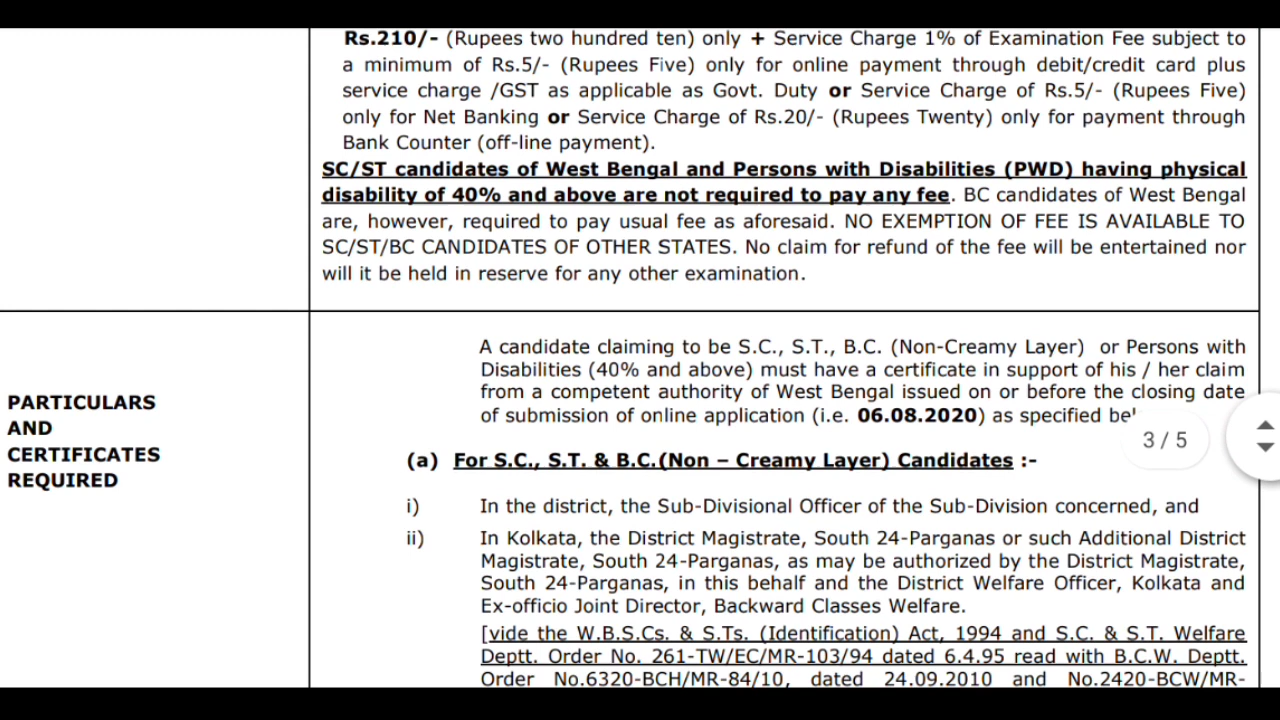 Rs.210/- (Rupees two hundred ten) only + Service Charge 1% of Examination Fee subject to
a minimum of Rs.5/- (Rupees Five) only for online payment through debit/credit card plus
service charge /GST as applicable as Govt. Duty or Service Charge of Rs.5/- (Rupees Five)
only for Net Banking or Service Charge of Rs.20/- (Rupees Twenty) only for payment through
Bank Counter (off-line payment).
SC/ST candidates of West Bengal and Persons with Disabilities (PWD) having physical
disability of 40% and above are not required to pay any fee. BC candidates of West Bengal
are, however, required to pay usual fee as aforesaid. NO EXEMPTION OF FEE IS AVAILABLE TO
SC/ST/BC CANDIDATES OF OTHER STATES. No claim for refund of the fee will be entertained nor
will it be held in reserve for any other examination.
PARTICULARS
AND
CERTIFICATES
REQUIRED
A candidate claiming to be S.C., S.T., B.C. (Non-Creamy Layer) or Persons with
Disabilities (40% and above) must have a certificate in support of his / her claim
from a competent authority of West Bengal issued on or before the closing date
of submission of online application (i.e. 06.08.2020) as specified
3 / 5
(a) For S.C., S.T. & B.C.(Non – Creamy Layer) Candidates :-
i) In the district, the Sub-Divisional Officer of the Sub-Division concerned, and
ii) In Kolkata, the District Magistrate, South 24-Parganas or such Additional District
Magistrate, South 24-Parganas, as may be authorized by the District Magistrate,
South 24-Parganas, in this behalf and the District Welfare Officer, Kolkata and
Ex-officio Joint Director, Backward Classes Welfare.
[vide the W.B.S.Cs. & S.Ts. (Identification) Act, 1994 and S.C. & S.T. Welfare
Deptt. Order No. 261-TW/EC/MR-103/94 dated 6.4.95 read with B.C.W. Deptt.
Order No.6320-BCH/MR-84/10, dated 24.09.2010 and No.2420-BCW/MR-